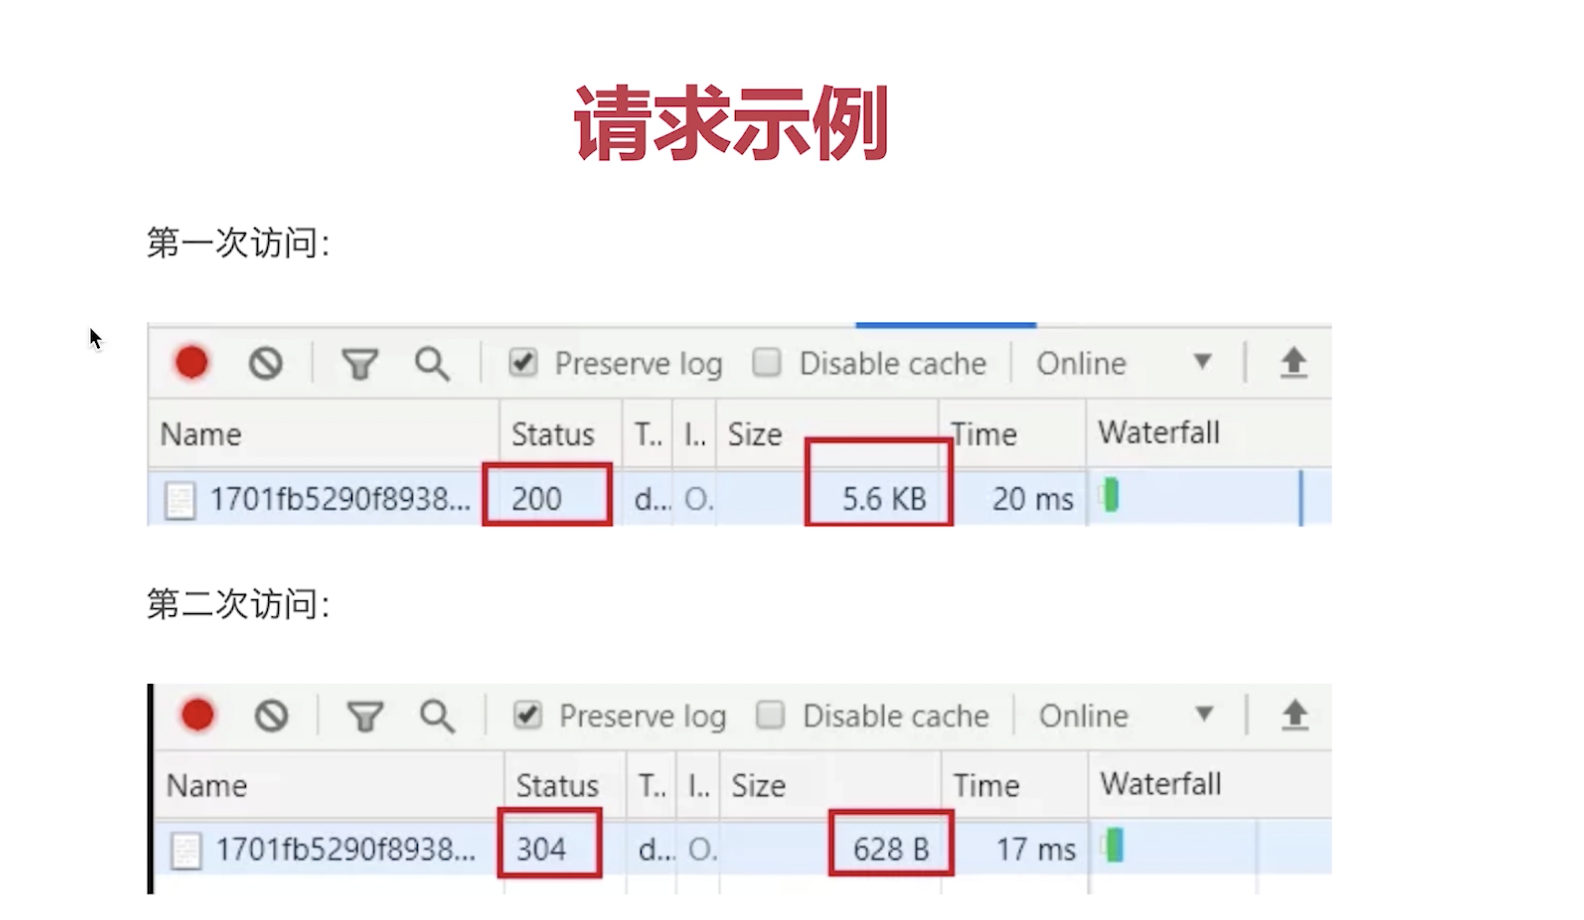 请求示例
第一次访问：
Preserve log Disable cache Online
Name Status T.. I.. Size Time Waterfall
1701fb5290f8938... 200 d... O. 5.6 KB 20 ms
第二次访问：
Preserve log Disable cache Online
Name Status T.. I.. Size Time Waterfall
1701fb5290f8938... 304 d... O. 628 B 17 ms